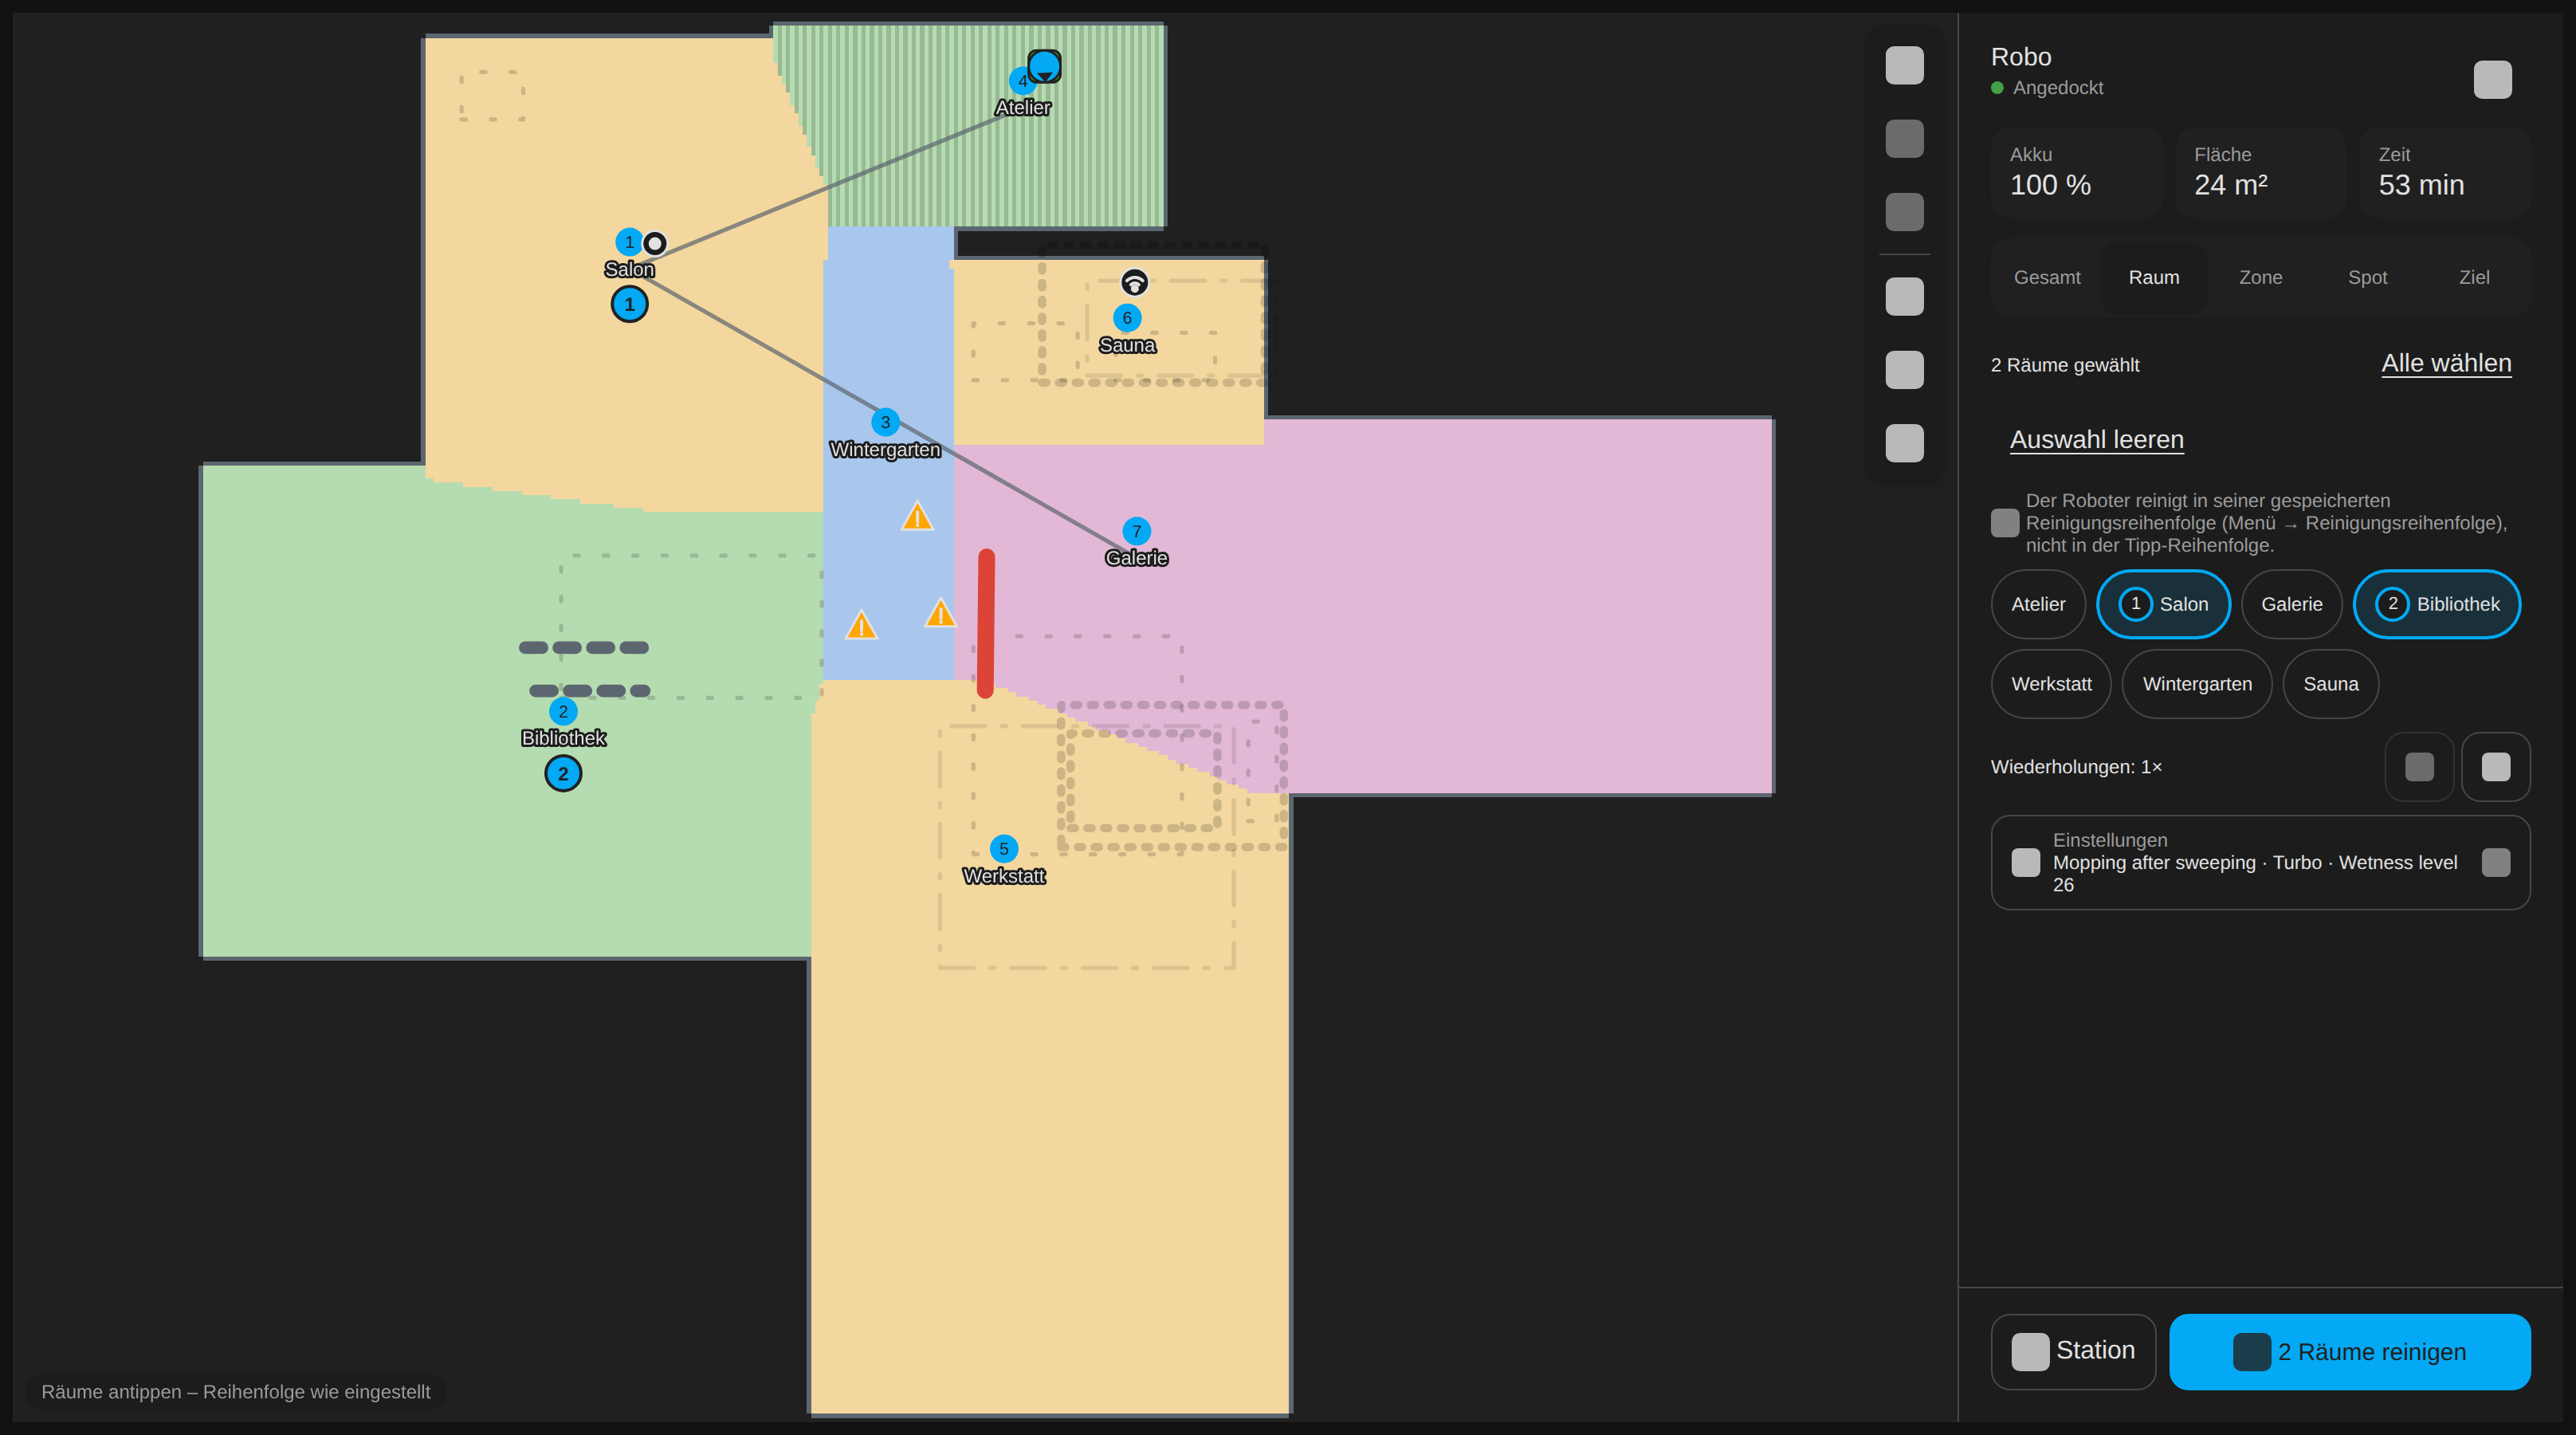 4
Atelier
1
Salon
1
6
Sauna
3
Wintergarten
7
Galerie
2
Bibliothek
2
5
Werkstatt
Räume antippen – Reihenfolge wie eingestellt
Robo
Angedockt
Akku
100 %
Fläche
24 m²
Zeit
53 min
Gesamt Raum Zone Spot Ziel
2 Räume gewählt
Alle wählen
Auswahl leeren
Der Roboter reinigt in seiner gespeicherten
Reinigungsreihenfolge (Menü → Reinigungsreihenfolge),
nicht in der Tipp-Reihenfolge.
Atelier 1 Salon Galerie 2 Bibliothek
Werkstatt Wintergarten Sauna
Wiederholungen: 1×
Einstellungen
Mopping after sweeping · Turbo · Wetness level
26
Station
2 Räume reinigen